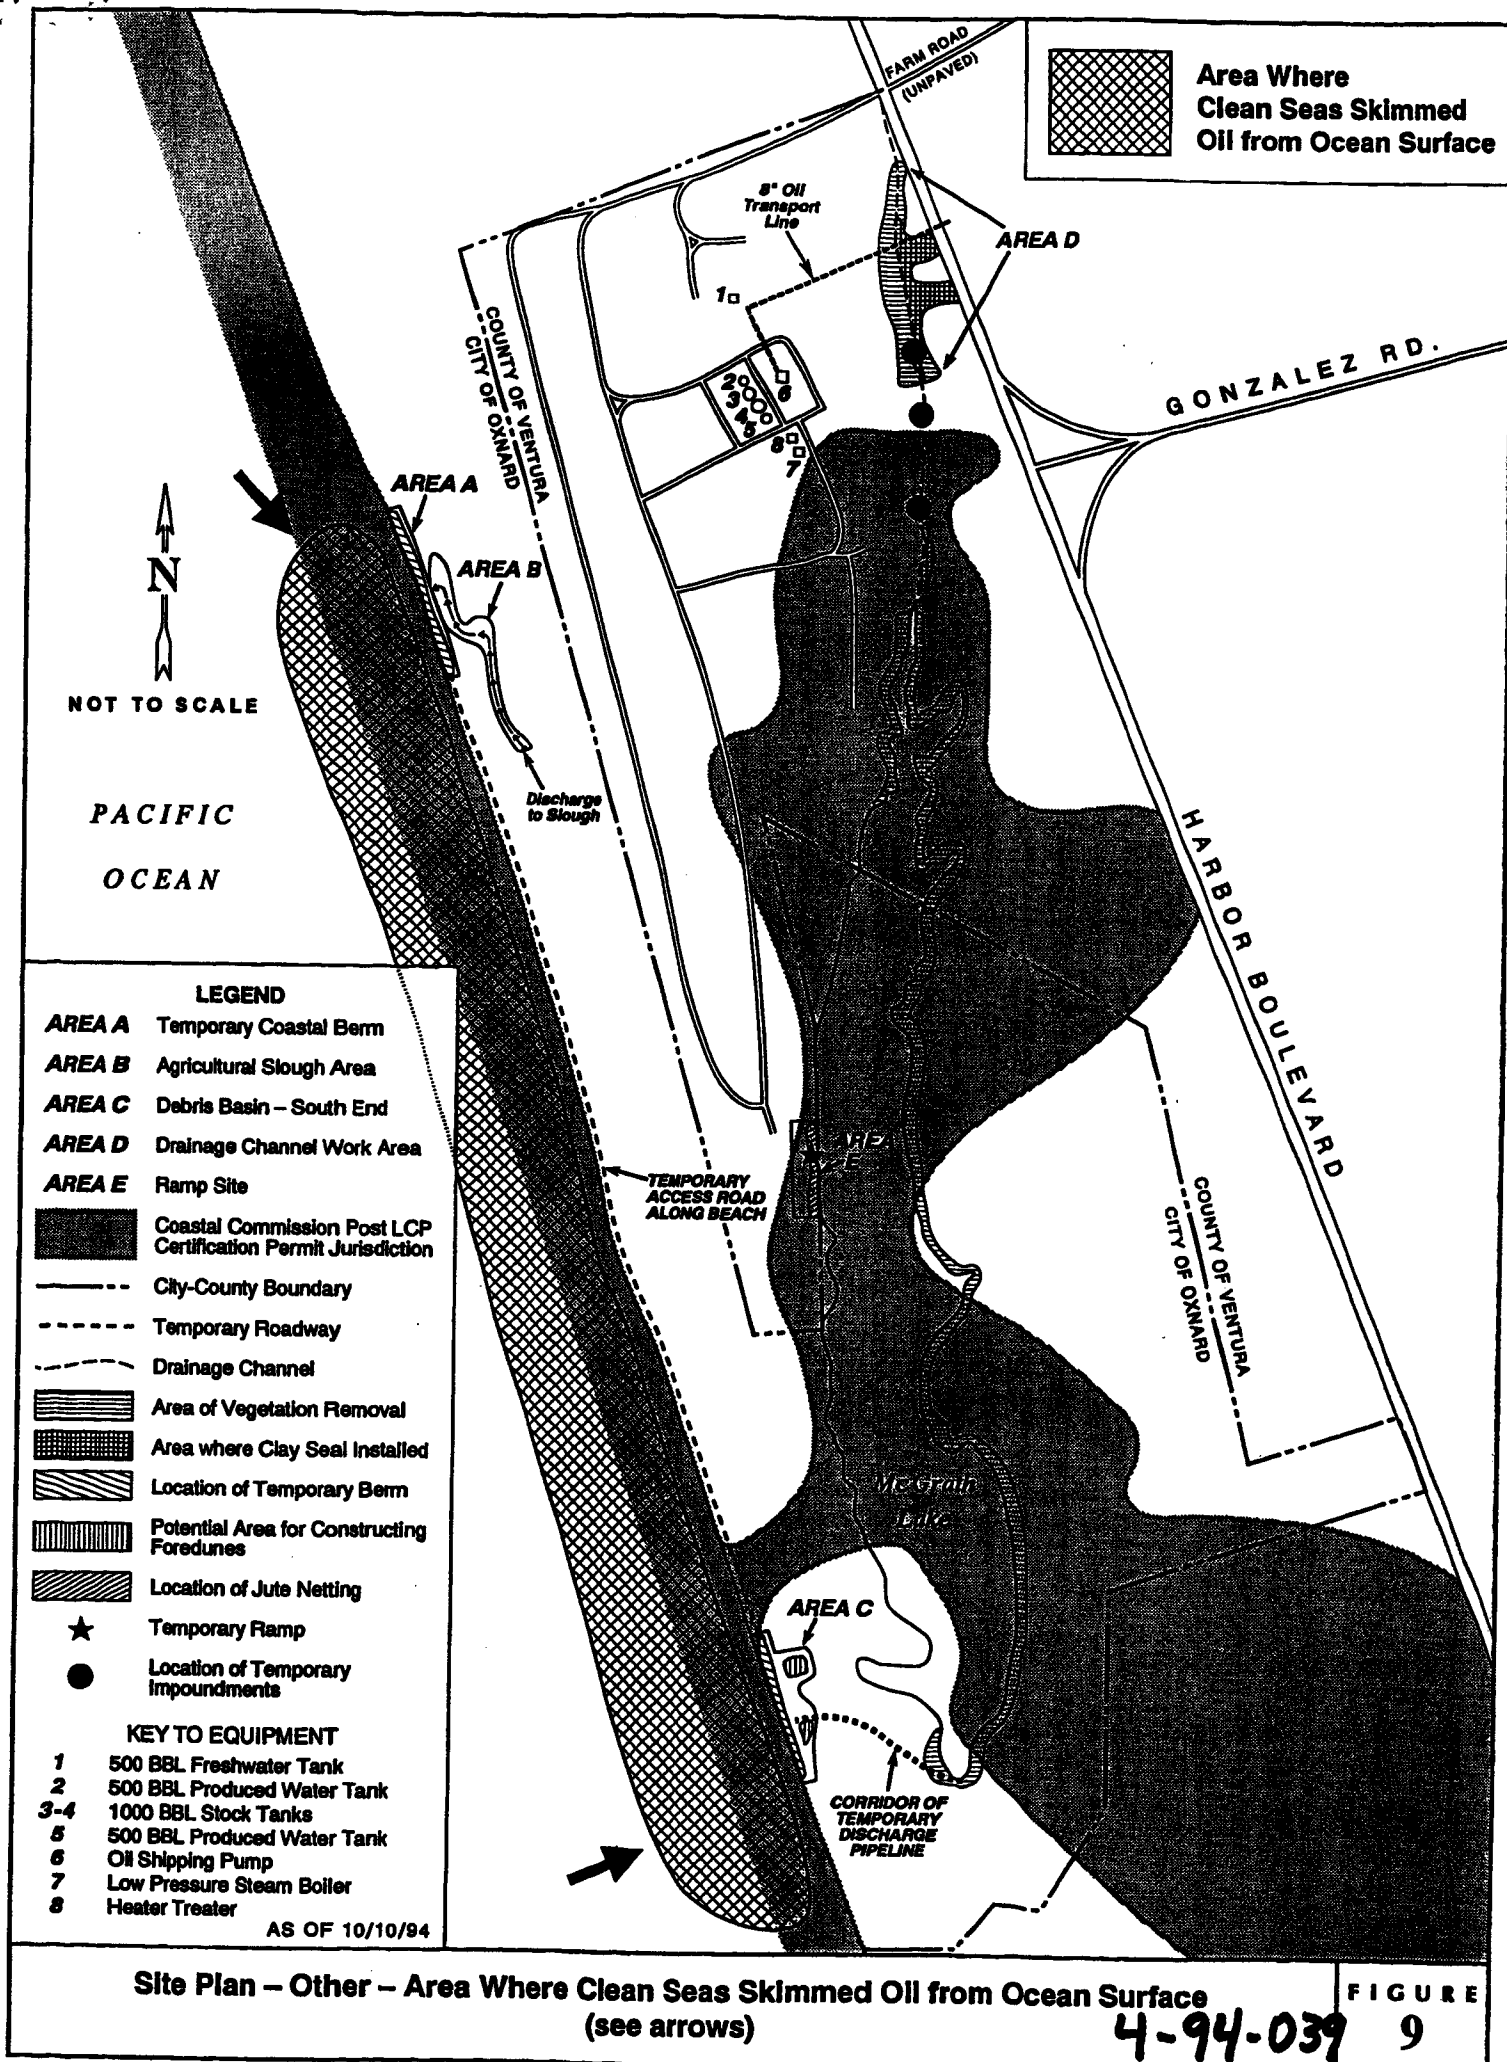 FARM ROAD
(UNPAVED)
Area Where
Clean Seas Skimmed
Oil from Ocean Surface
8" Oil
Transport
Line
AREA D
1
COUNTY OF VENTURA
CITY OF OXNARD
2
3
4
5
6
8
7
GONZALEZ RD.
AREA A
AREA B
N
NOT TO SCALE
Discharge
to Slough
PACIFIC
OCEAN
HARBOR BOULEVARD
LEGEND
AREA A Temporary Coastal Berm
AREA B Agricultural Slough Area
AREA C Debris Basin – South End
AREA D Drainage Channel Work Area
AREA E Ramp Site
Coastal Commission Post LCP
Certification Permit Jurisdiction
City-County Boundary
Temporary Roadway
Drainage Channel
Area of Vegetation Removal
Area where Clay Seal Installed
Location of Temporary Berm
Potential Area for Constructing
Foredunes
Location of Jute Netting
Temporary Ramp
Location of Temporary
Impoundments
KEY TO EQUIPMENT
1 500 BBL Freshwater Tank
2 500 BBL Produced Water Tank
3-4 1000 BBL Stock Tanks
5 500 BBL Produced Water Tank
6 Oil Shipping Pump
7 Low Pressure Steam Boiler
8 Heater Treater
AS OF 10/10/94
AREA
E
TEMPORARY
ACCESS ROAD
ALONG BEACH
COUNTY OF VENTURA
CITY OF OXNARD
Mc Grath
Lake
AREA C
CORRIDOR OF
TEMPORARY
DISCHARGE
PIPELINE
Site Plan – Other – Area Where Clean Seas Skimmed Oil from Ocean Surface
(see arrows)
4-94-039
FIGURE
9